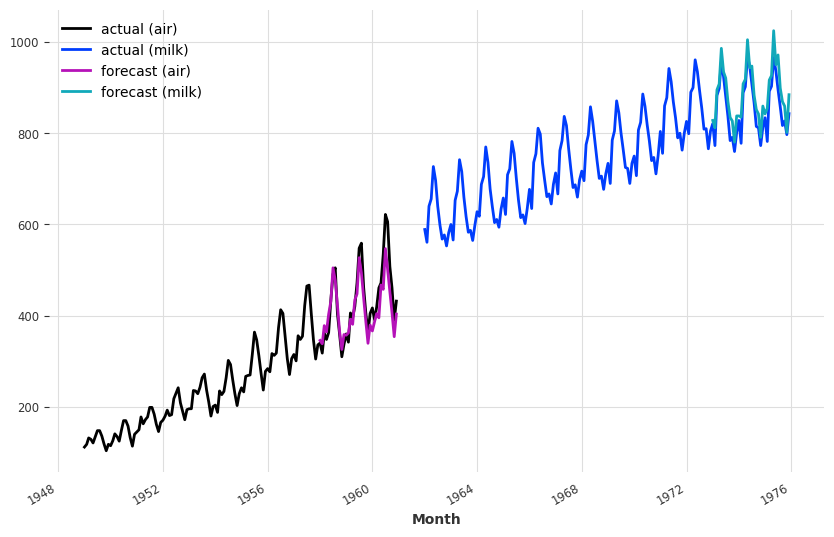 actual (air)
actual (milk)
forecast (air)
forecast (milk)
1000
800
600
400
200
1948
1952
1956
1960
1964
1968
1972
1976
Month